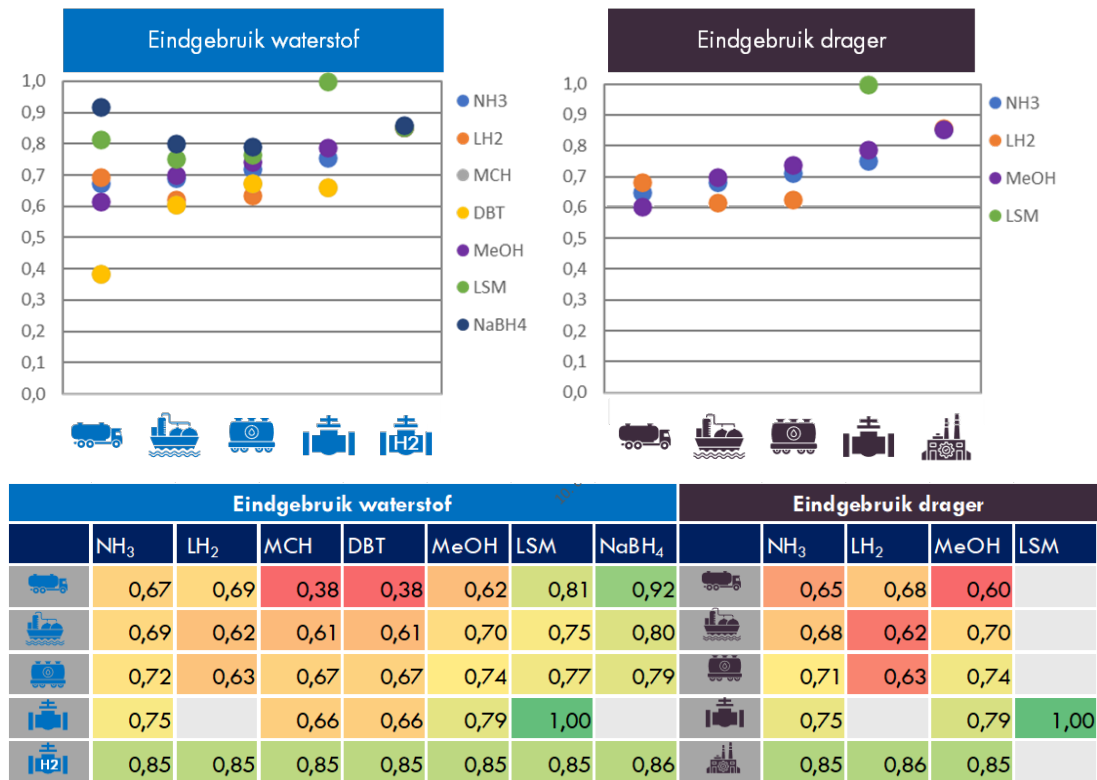 Eindgebruik waterstof
1,0
0,9
0,8
0,7
0,6
0,5
0,4
0,3
0,2
0,1
0,0
NH3
LH2
MCH
DBT
MeOH
LSM
NaBH4
H2
Eindgebruik drager
1,0
0,9
0,8
0,7
0,6
0,5
0,4
0,3
0,2
0,1
0,0
NH3
LH2
MeOH
LSM
Eindgebruik waterstof Eindgebruik drager
NH₃ LH₂ MCH DBT MeOH LSM NaBH₄ NH₃ LH₂ MeOH LSM
0,67 0,69 0,38 0,38 0,62 0,81 0,92 0,65 0,68 0,60
0,69 0,62 0,61 0,61 0,70 0,75 0,80 0,68 0,62 0,70
0,72 0,63 0,67 0,67 0,74 0,77 0,79 0,71 0,63 0,74
0,75 0,66 0,66 0,79 1,00 0,75 0,79 1,00
H2 0,85 0,85 0,85 0,85 0,85 0,85 0,86 0,85 0,86 0,85